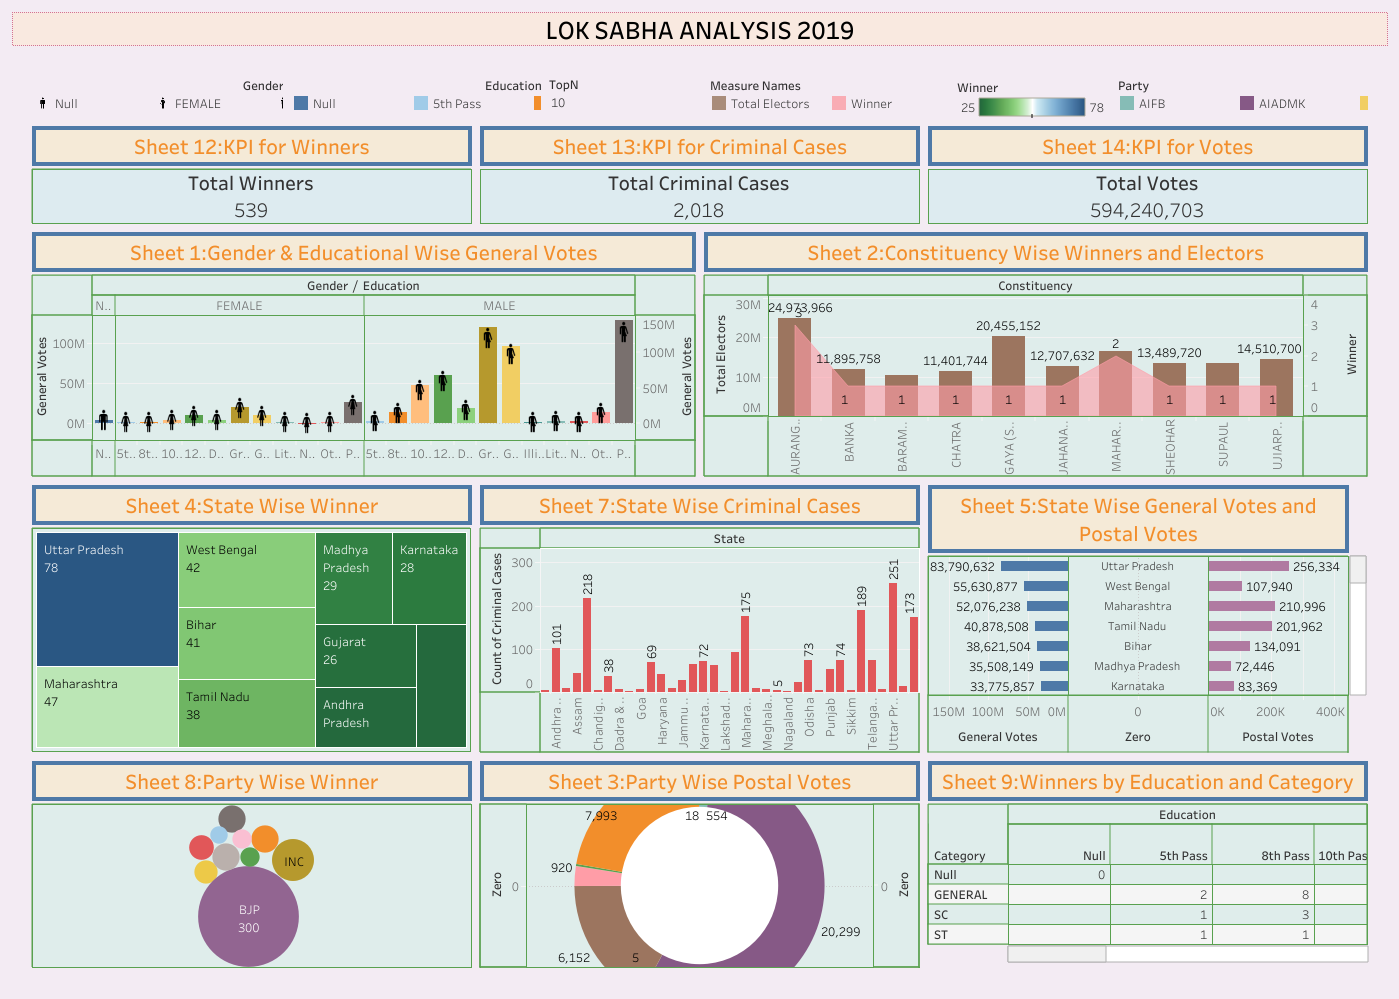 LOK SABHA ANALYSIS 2019
Gender
Null
FEMALE
Education
Null
5th Pass
TopN
10
Measure Names
Total Electors
Winner
Winner
25
78
Party
AIFB
AIADMK
Sheet 12:KPI for Winners
Sheet 13:KPI for Criminal Cases
Sheet 14:KPI for Votes
Total Winners
539
Total Criminal Cases
2,018
Total Votes
594,240,703
Sheet 1:Gender & Educational Wise General Votes
Gender / Education
N..
FEMALE
MALE
General Votes
100M
50M
0M
150M
100M
50M
0M
General Votes
N.. 5t.. 8t.. 10.. 12.. D.. Gr.. G.. Lit.. N.. Ot.. P.. 5t.. 8t.. 10.. 12.. D.. Gr.. G.. Illi.. Lit.. N.. Ot.. P..
Sheet 2:Constituency Wise Winners and Electors
Constituency
Total Electors
30M
20M
10M
0M
24,973,966
3
11,895,758
1
1
11,401,744
1
20,455,152
1
12,707,632
1
2
13,489,720
1
1
14,510,700
1
4
3
2
1
0
Winner
AURANG..
BANKA
BARAM..
CHATRA
GAYA (S..
JAHANA..
MAHAR..
SHEOHAR
SUPAUL
UJIARP..
Sheet 4:State Wise Winner
Uttar Pradesh
78
Maharashtra
47
West Bengal
42
Bihar
41
Tamil Nadu
38
Madhya
Pradesh
29
Karnataka
28
Gujarat
26
Andhra
Pradesh
Sheet 7:State Wise Criminal Cases
State
Count of Criminal Cases
300
200
100
0
101
218
38
69
72
175
5
73
74
189
251
173
Andhra ..
Assam
Chandig..
Dadra & ..
Goa
Haryana
Jammu ..
Karnata..
Lakshad..
Mahara..
Meghala..
Nagaland
Odisha
Punjab
Sikkim
Telanga..
Uttar Pr..
Sheet 5:State Wise General Votes and
Postal Votes
83,790,632 Uttar Pradesh 256,334
55,630,877 West Bengal 107,940
52,076,238 Maharashtra 210,996
40,878,508 Tamil Nadu 201,962
38,621,504 Bihar 134,091
35,508,149 Madhya Pradesh 72,446
33,775,857 Karnataka 83,369
150M 100M 50M 0M 0 0K 200K 400K
General Votes Zero Postal Votes
Sheet 8:Party Wise Winner
INC
BJP
300
Sheet 3:Party Wise Postal Votes
Zero
0
7,993
18
554
920
6,152
5
20,299
0
Zero
Sheet 9:Winners by Education and Category
Education
Category Null 5th Pass 8th Pass 10th Pas
Null 0
GENERAL 2 8
SC 1 3
ST 1 1